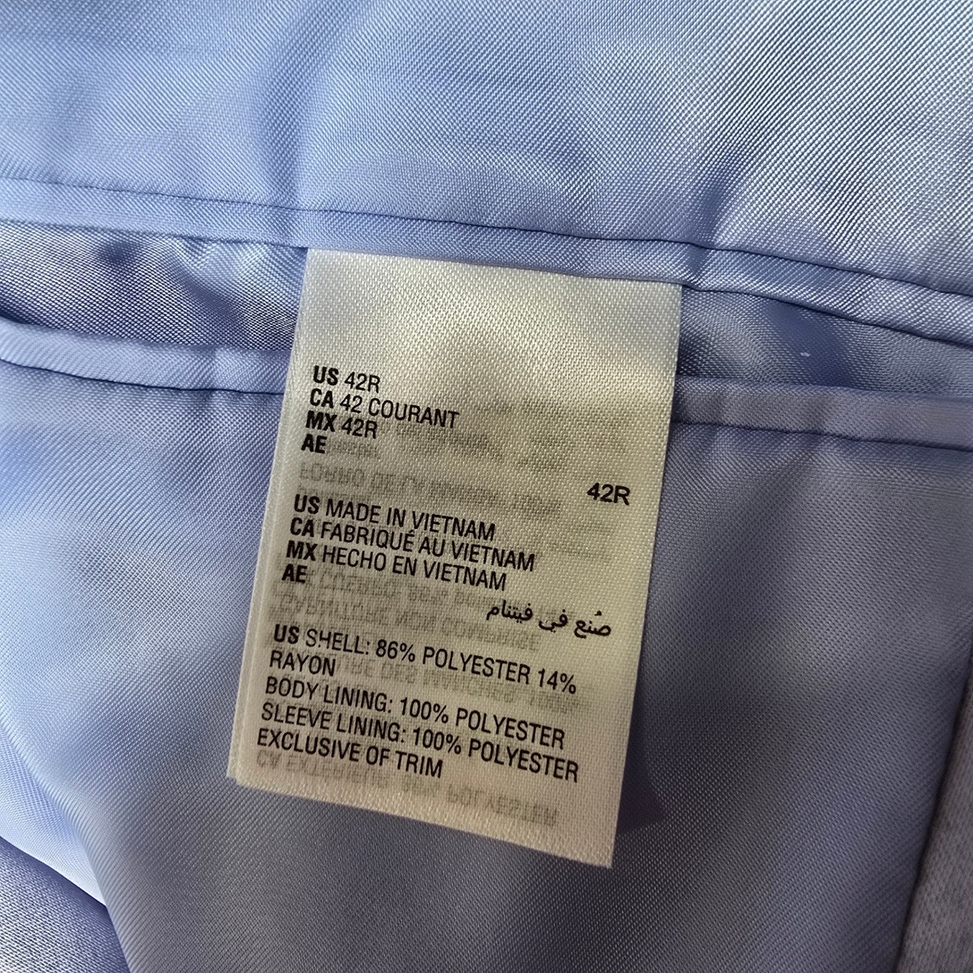 US 42R
CA 42 COURANT
MX 42R
AE
42R
US MADE IN VIETNAM
CA FABRIQUÉ AU VIETNAM
MX HECHO EN VIETNAM
AE
صُنع في فيتنام
US SHELL: 86% POLYESTER 14%
RAYON
BODY LINING: 100% POLYESTER
SLEEVE LINING: 100% POLYESTER
EXCLUSIVE OF TRIM